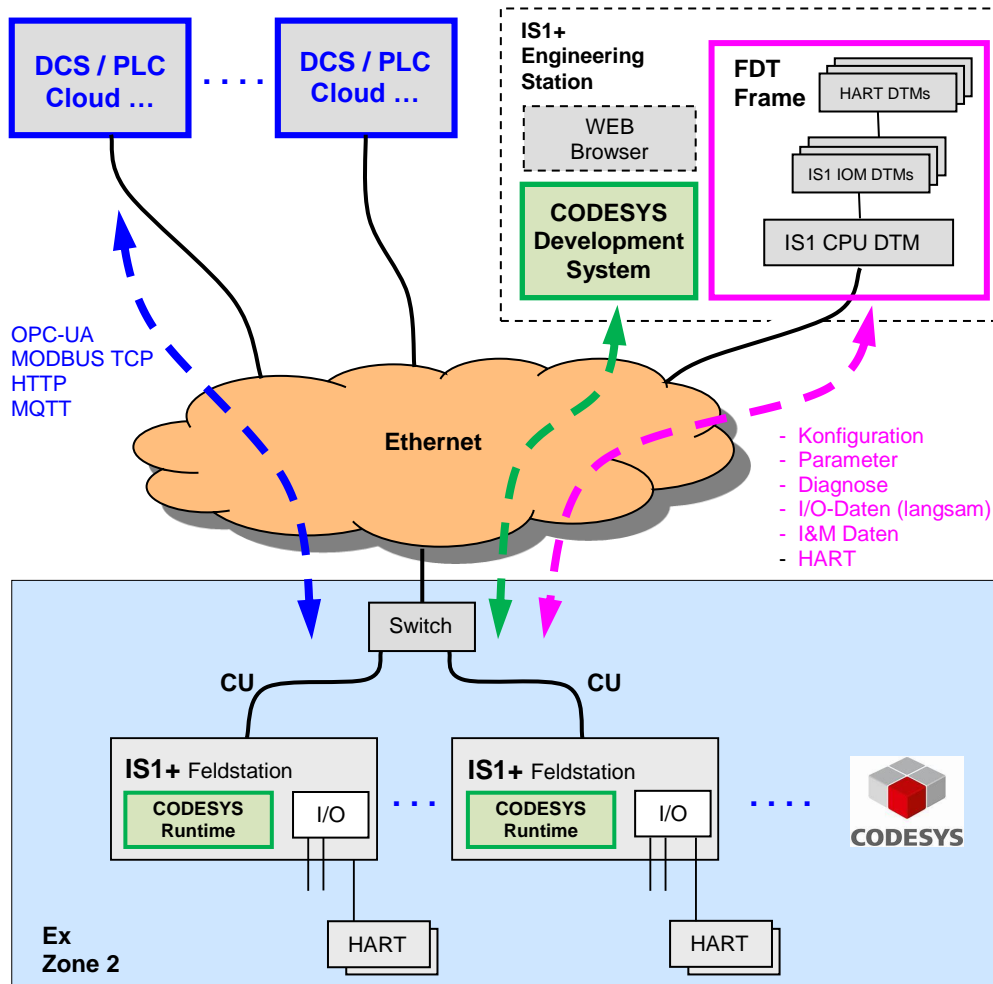 DCS / PLC
Cloud ...
. . . .
DCS / PLC
Cloud ...
IS1+
Engineering
Station
WEB
Browser
CODESYS
Development
System
FDT
Frame
HART DTMs
IS1 IOM DTMs
IS1 CPU DTM
OPC-UA
MODBUS TCP
HTTP
MQTT
Ethernet
- Konfiguration
- Parameter
- Diagnose
- I/O-Daten (langsam)
- I&M Daten
- HART
Switch
CU
CU
IS1+ Feldstation
CODESYS
Runtime
I/O
. . . .
IS1+ Feldstation
CODESYS
Runtime
I/O
. . . .
CODESYS
HART
HART
Ex
Zone 2